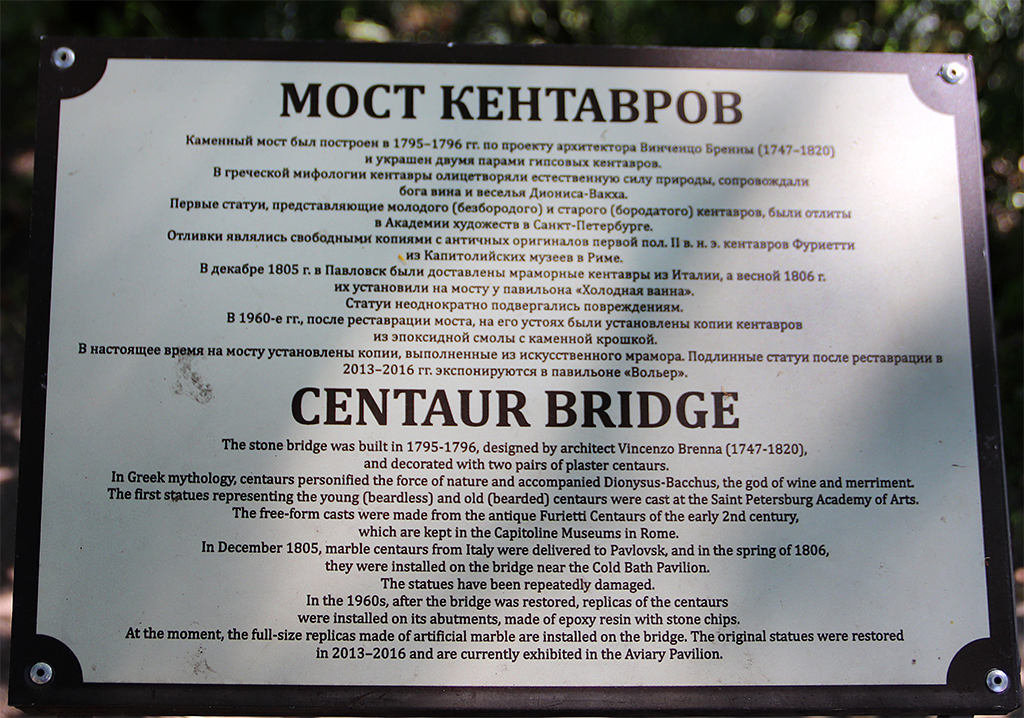 МОСТ КЕНТАВРОВ
Каменный мост был построен в 1795–1796 гг. по проекту архитектора Винченцо Бренны (1747–1820)
и украшен двумя парами гипсовых кентавров.
В греческой мифологии кентавры олицетворяли естественную силу природы, сопровождали
бога вина и веселья Диониса-Вакха.
Первые статуи, представляющие молодого (безбородого) и старого (бородатого) кентавров, были отлиты
в Академии художеств в Санкт-Петербурге.
Отливки являлись свободными копиями с античных оригиналов первой пол. II в. н. э. кентавров Фуриетти
из Капитолийских музеев в Риме.
В декабре 1805 г. в Павловск были доставлены мраморные кентавры из Италии, а весной 1806 г.
их установили на мосту у павильона «Холодная ванна».
Статуи неоднократно подвергались повреждениям.
В 1960-е гг., после реставрации моста, на его устоях были установлены копии кентавров
из эпоксидной смолы с каменной крошкой.
В настоящее время на мосту установлены копии, выполненные из искусственного мрамора. Подлинные статуи после реставрации в
2013–2016 гг. экспонируются в павильоне «Вольер».
CENTAUR BRIDGE
The stone bridge was built in 1795-1796, designed by architect Vincenzo Brenna (1747-1820),
and decorated with two pairs of plaster centaurs.
In Greek mythology, centaurs personified the force of nature and accompanied Dionysus-Bacchus, the god of wine and merriment.
The first statues representing the young (beardless) and old (bearded) centaurs were cast at the Saint Petersburg Academy of Arts.
The free-form casts were made from the antique Furietti Centaurs of the early 2nd century,
which are kept in the Capitoline Museums in Rome.
In December 1805, marble centaurs from Italy were delivered to Pavlovsk, and in the spring of 1806,
they were installed on the bridge near the Cold Bath Pavilion.
The statues have been repeatedly damaged.
In the 1960s, after the bridge was restored, replicas of the centaurs
were installed on its abutments, made of epoxy resin with stone chips.
At the moment, the full-size replicas made of artificial marble are installed on the bridge. The original statues were restored
in 2013–2016 and are currently exhibited in the Aviary Pavilion.